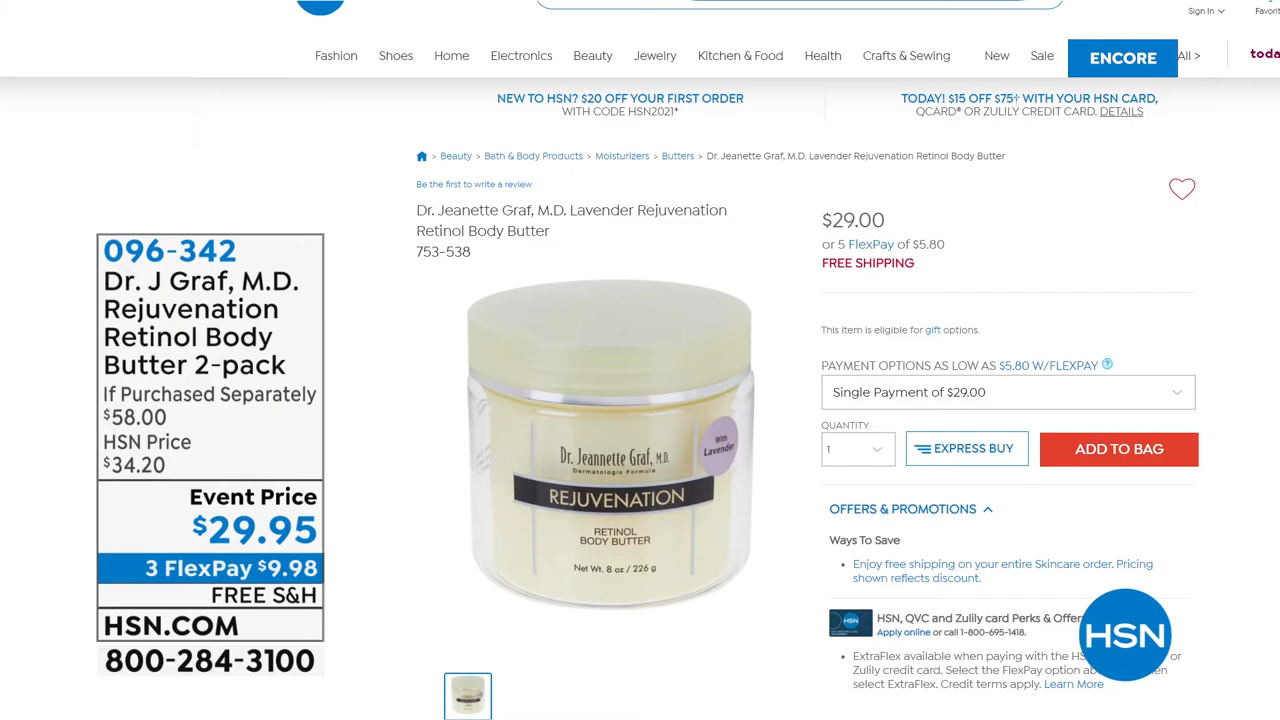 Sign In
Fashion
Shoes
Home
Electronics
Beauty
Jewelry
Kitchen & Food
Health
Crafts & Sewing
New
Sale
ENCORE
All >
NEW TO HSN? $20 OFF YOUR FIRST ORDER
WITH CODE HSN2021*
TODAY! $15 OFF $75† WITH YOUR HSN CARD,
QCARD® OR ZULILY CREDIT CARD. DETAILS
> Beauty > Bath & Body Products > Moisturizers > Butters > Dr. Jeanette Graf, M.D. Lavender Rejuvenation Retinol Body Butter
Be the first to write a review
Dr. Jeanette Graf, M.D. Lavender Rejuvenation
Retinol Body Butter
753-538
096-342
Dr. J Graf, M.D.
Rejuvenation
Retinol Body
Butter 2-pack
If Purchased Separately
$58.00
HSN Price
$34.20
Event Price
$29.95
3 FlexPay $9.98
FREE S&H
HSN.COM
800-284-3100
With
Lavender
Dr. Jeannette Graf, M.D.
Dermatologic Formula
REJUVENATION
RETINOL
BODY BUTTER
Net Wt. 8 oz / 226 g
$29.00
or 5 FlexPay of $5.80
FREE SHIPPING
This item is eligible for gift options.
PAYMENT OPTIONS AS LOW AS $5.80 W/FLEXPAY ?
Single Payment of $29.00
QUANTITY
1
EXPRESS BUY
ADD TO BAG
OFFERS & PROMOTIONS
Ways To Save
• Enjoy free shipping on your entire Skincare order. Pricing
shown reflects discount.
HSN
HSN, QVC and Zulily card Perks & Offer
Apply online or call 1-800-695-1418.
• ExtraFlex available when paying with the HS or
Zulily credit card. Select the FlexPay option
select ExtraFlex. Credit terms apply. Learn More
HSN